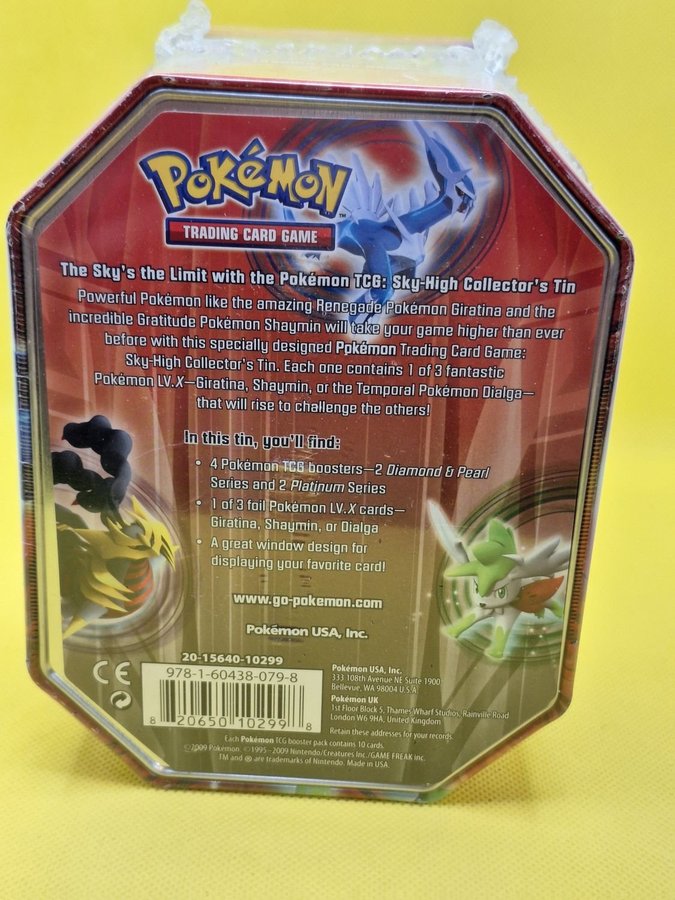 POKéMON
™
TRADING CARD GAME
The Sky's the Limit with the Pokémon TCG: Sky-High Collector's Tin
Powerful Pokémon like the amazing Renegade Pokémon Giratina and the
incredible Gratitude Pokémon Shaymin will take your game higher than ever
before with this specially designed Pokémon Trading Card Game:
Sky-High Collector's Tin. Each one contains 1 of 3 fantastic
Pokémon LV.X—Giratina, Shaymin, or the Temporal Pokémon Dialga—
that will rise to challenge the others!
In this tin, you'll find:
• 4 Pokémon TCG boosters—2 Diamond & Pearl
Series and 2 Platinum Series
• 1 of 3 foil Pokémon LV.X cards—
Giratina, Shaymin, or Dialga
• A great window design for
displaying your favorite card!
www.go-pokemon.com
Pokémon USA, Inc.
20-15640-10299
978-1-60438-079-8
8 20650 10299 8
CE
Pokémon USA, Inc.
333 108th Avenue NE Suite 1900
Bellevue, WA 98004 U.S.A.
Pokémon UK
1st Floor Block 5, Thames Wharf Studios, Rainville Road
London W6 9HA, United Kingdom
Retain these addresses for your records.
Each Pokémon TCG booster pack contains 10 cards.
©2009 Pokémon. ©1995–2009 Nintendo/Creatures Inc./GAME FREAK inc.
TM and ® are trademarks of Nintendo. Made in USA.